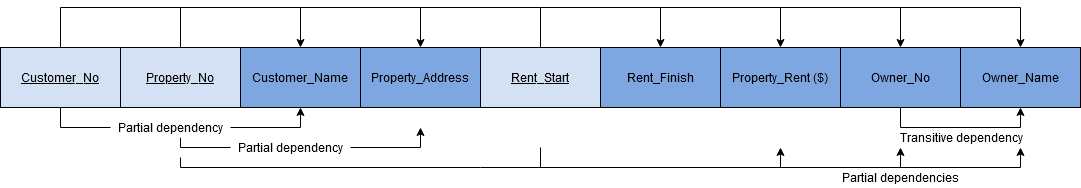 Customer_No Property_No Customer_Name Property_Address Rent_Start Rent_Finish Property_Rent ($) Owner_No Owner_Name
Partial dependency
Transitive dependency
Partial dependency
Partial dependencies